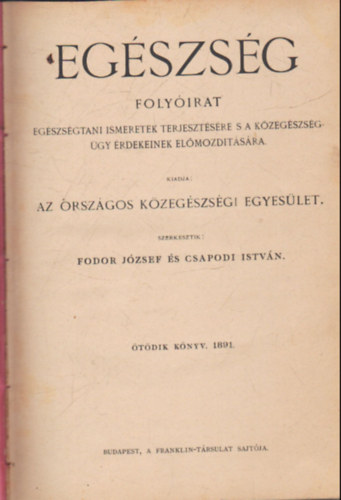 EGÉSZSÉG
FOLYÓIRAT
EGÉSZSÉGTANI ISMERETEK TERJESZTÉSÉRE S A KÖZEGÉSZSÉG-
ÜGY ÉRDEKEINEK ELŐMOZDÍTÁSÁRA.
KIADJA:
AZ ORSZÁGOS KÖZEGÉSZSÉGI EGYESÜLET.
SZERKESZTIK:
FODOR JÓZSEF ÉS CSAPODI ISTVÁN.
ÖTÖDIK KÖNYV. 1891.
BUDAPEST, A FRANKLIN-TÁRSULAT SAJTÓJA.